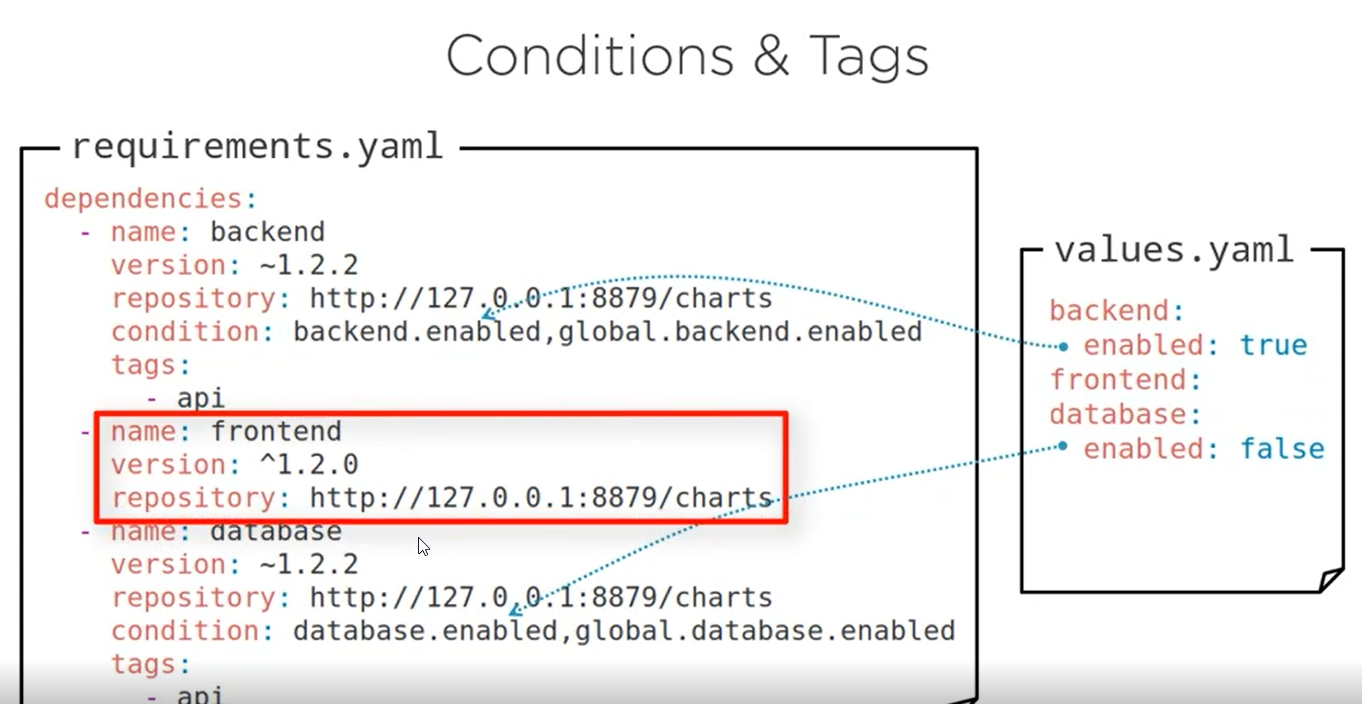 Conditions & Tags
requirements.yaml
dependencies:
- name: backend
version: ~1.2.2
repository: http://127.0.0.1:8879/charts
condition: backend.enabled,global.backend.enabled
tags:
- api
- name: frontend
version: ^1.2.0
repository: http://127.0.0.1:8879/charts
- name: database
version: ~1.2.2
repository: http://127.0.0.1:8879/charts
condition: database.enabled,global.database.enabled
tags:
- api
values.yaml
backend:
enabled: true
frontend:
database:
enabled: false